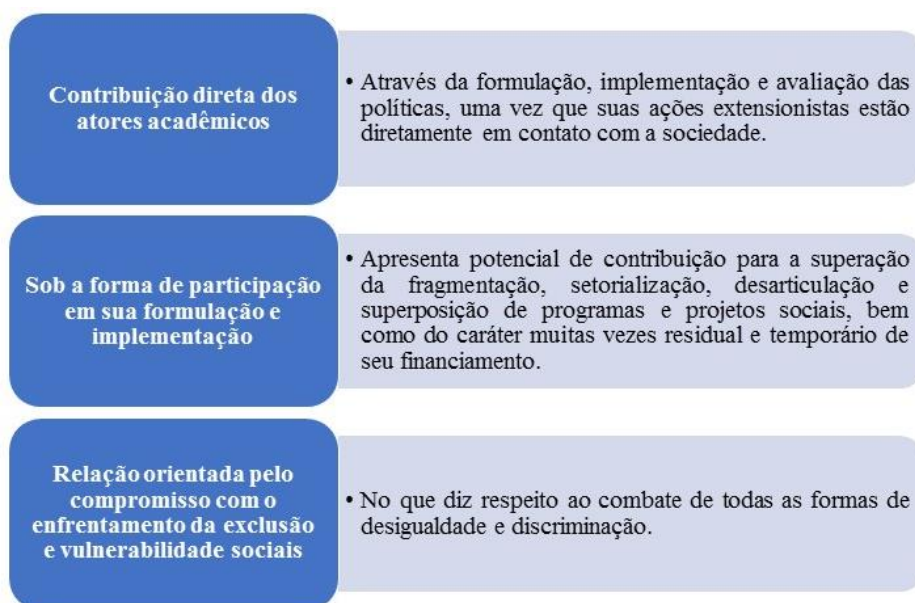 Contribuição direta dos
atores acadêmicos
• Através da formulação, implementação e avaliação das
políticas, uma vez que suas ações extensionistas estão
diretamente em contato com a sociedade.
Sob a forma de participação
em sua formulação e
implementação
• Apresenta potencial de contribuição para a superação
da fragmentação, setorialização, desarticulação e
superposição de programas e projetos sociais, bem
como do caráter muitas vezes residual e temporário de
seu financiamento.
Relação orientada pelo
compromisso com o
enfrentamento da exclusão
e vulnerabilidade sociais
• No que diz respeito ao combate de todas as formas de
desigualdade e discriminação.